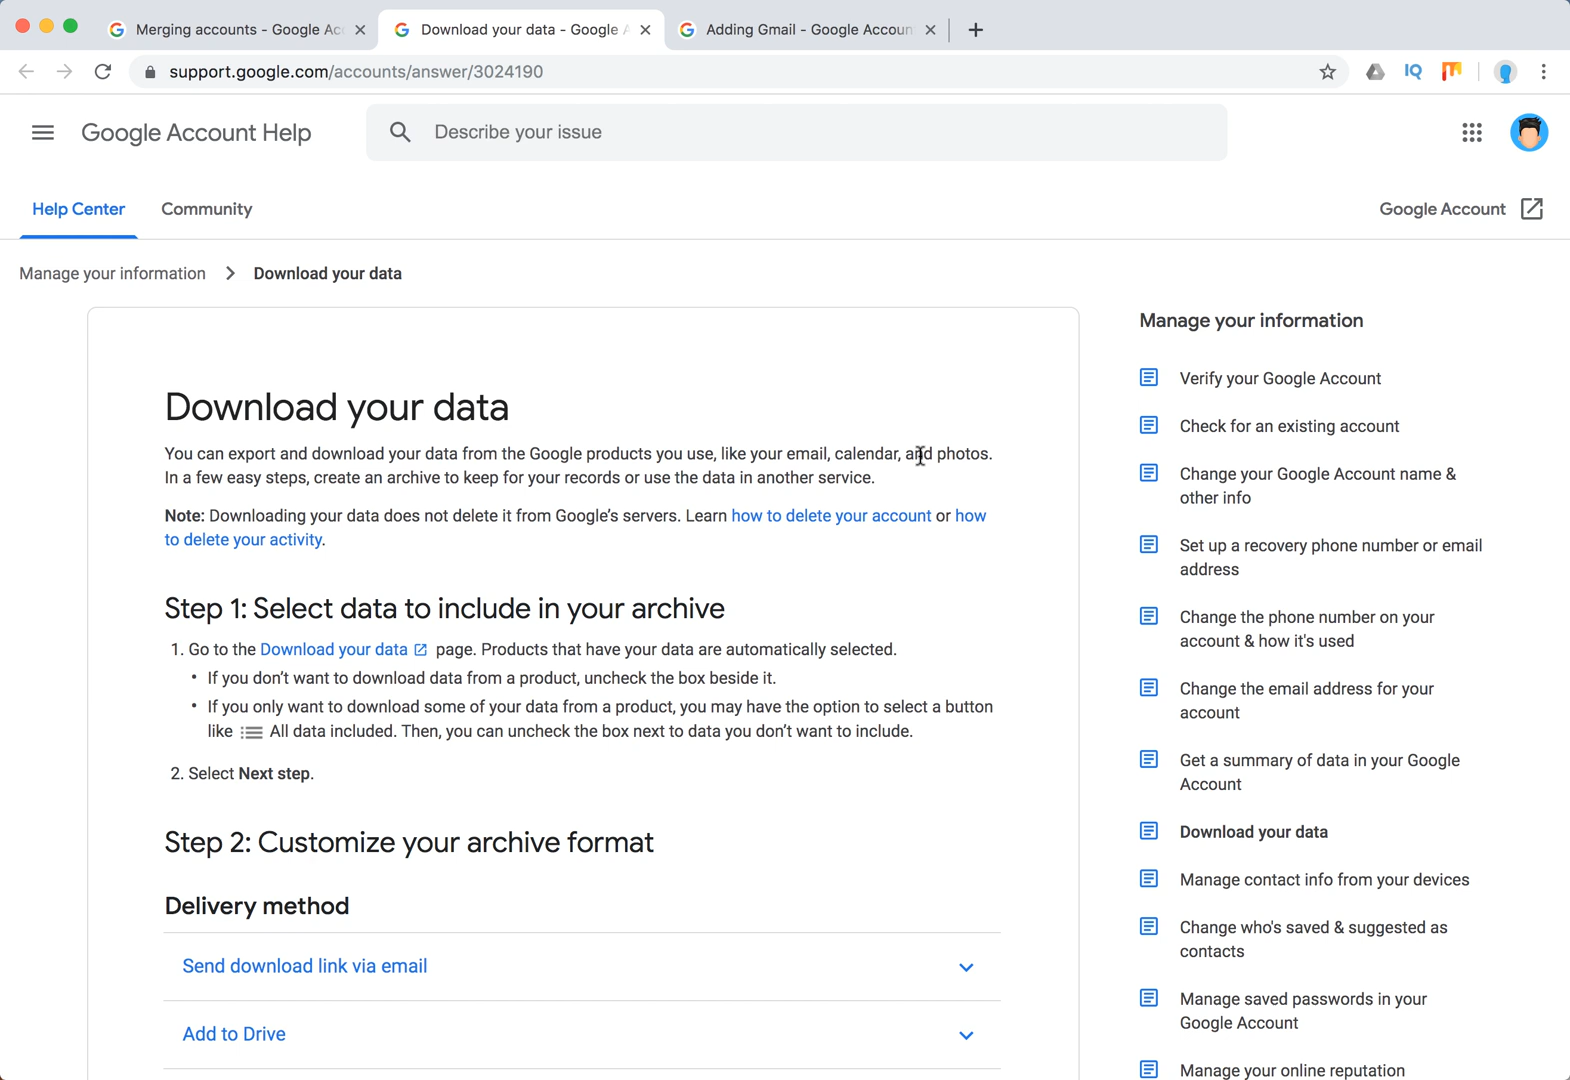 Merging accounts - Google Ac
Download your data - Google A
Adding Gmail - Google Accoun
support.google.com/accounts/answer/3024190
IQ
Google Account Help
Describe your issue
Help Center
Community
Google Account
Manage your information
Download your data
Download your data
You can export and download your data from the Google products you use, like your email, calendar, and photos.
In a few easy steps, create an archive to keep for your records or use the data in another service.
Note: Downloading your data does not delete it from Google's servers. Learn how to delete your account or how
to delete your activity.
Step 1: Select data to include in your archive
1. Go to the Download your data page. Products that have your data are automatically selected.
• If you don't want to download data from a product, uncheck the box beside it.
• If you only want to download some of your data from a product, you may have the option to select a button
like All data included. Then, you can uncheck the box next to data you don't want to include.
2. Select Next step.
Step 2: Customize your archive format
Delivery method
Send download link via email
Add to Drive
Manage your information
Verify your Google Account
Check for an existing account
Change your Google Account name &
other info
Set up a recovery phone number or email
address
Change the phone number on your
account & how it's used
Change the email address for your
account
Get a summary of data in your Google
Account
Download your data
Manage contact info from your devices
Change who's saved & suggested as
contacts
Manage saved passwords in your
Google Account
Manage your online reputation